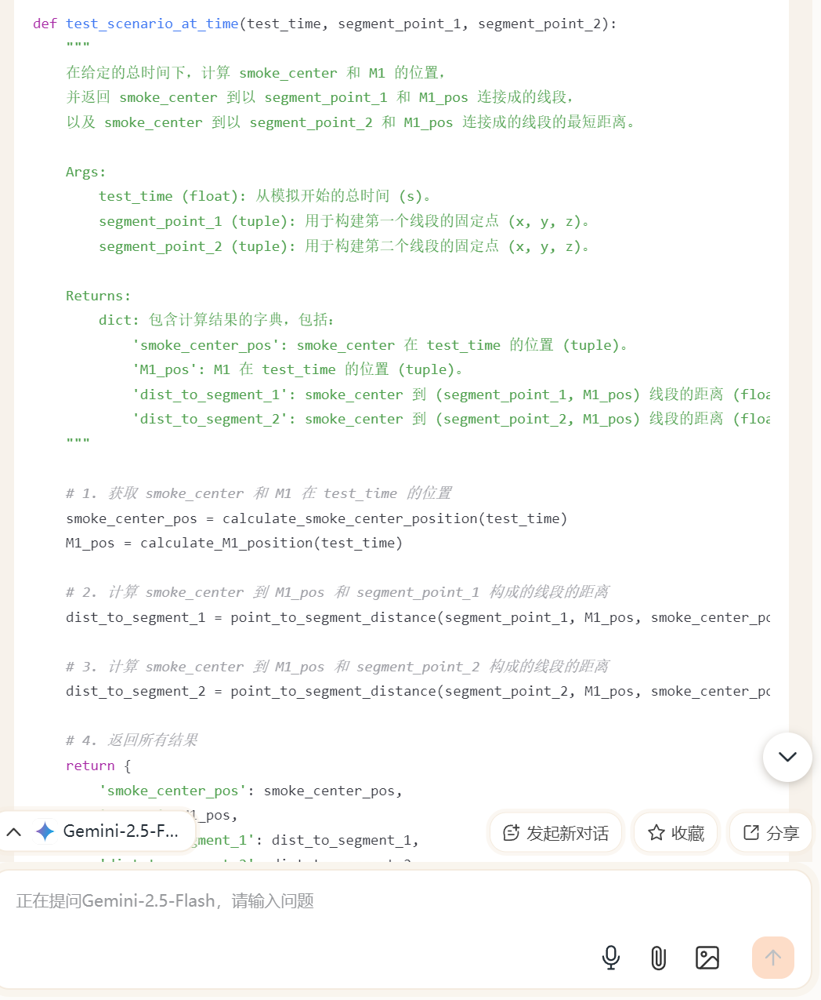 def test_scenario_at_time(test_time, segment_point_1, segment_point_2):
"""
在给定的总时间下，计算 smoke_center 和 M1 的位置，
并返回 smoke_center 到以 segment_point_1 和 M1_pos 连接成的线段，
以及 smoke_center 到以 segment_point_2 和 M1_pos 连接成的线段的最短距离。
Args:
test_time (float): 从模拟开始的总时间 (s)。
segment_point_1 (tuple): 用于构建第一个线段的固定点 (x, y, z)。
segment_point_2 (tuple): 用于构建第二个线段的固定点 (x, y, z)。
Returns:
dict: 包含计算结果的字典，包括：
'smoke_center_pos': smoke_center 在 test_time 的位置 (tuple)。
'M1_pos': M1 在 test_time 的位置 (tuple)。
'dist_to_segment_1': smoke_center 到 (segment_point_1, M1_pos) 线段的距离 (floa
'dist_to_segment_2': smoke_center 到 (segment_point_2, M1_pos) 线段的距离 (floa
"""
# 1. 获取 smoke_center 和 M1 在 test_time 的位置
smoke_center_pos = calculate_smoke_center_position(test_time)
M1_pos = calculate_M1_position(test_time)
# 2. 计算 smoke_center 到 M1_pos 和 segment_point_1 构成的线段的距离
dist_to_segment_1 = point_to_segment_distance(segment_point_1, M1_pos, smoke_center_po
# 3. 计算 smoke_center 到 M1_pos 和 segment_point_2 构成的线段的距离
dist_to_segment_2 = point_to_segment_distance(segment_point_2, M1_pos, smoke_center_po
# 4. 返回所有结果
return {
'smoke_center_pos': smoke_center_pos,
M1_pos,
gment_1': dist_to_segment_1,
Gemini-2.5-F...
发起新对话
收藏
分享
正在提问Gemini-2.5-Flash，请输入问题